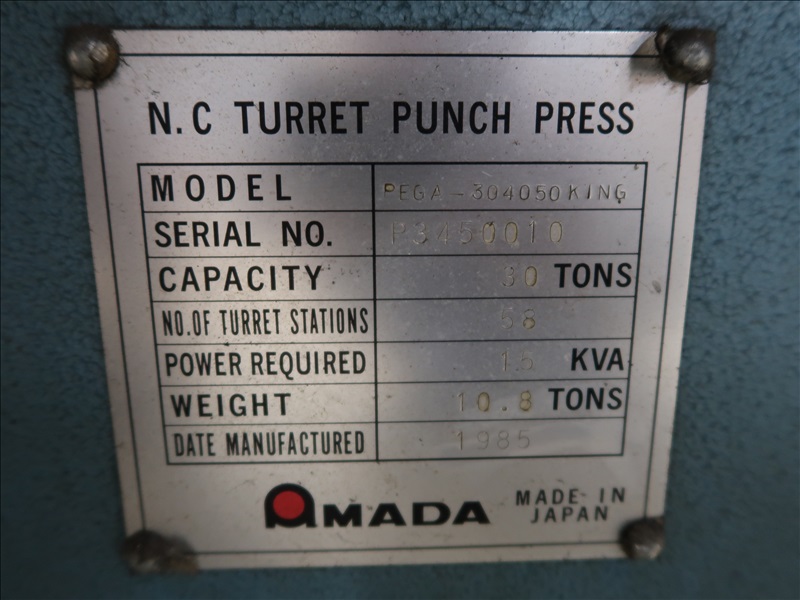 N.C TURRET PUNCH PRESS
MODEL PEGA-304050KING
SERIAL NO. P3450010
CAPACITY 30 TONS
NO.OF TURRET STATIONS 58
POWER REQUIRED 15 KVA
WEIGHT 10.8 TONS
DATE MANUFACTURED 1985
AMADA MADE IN
JAPAN